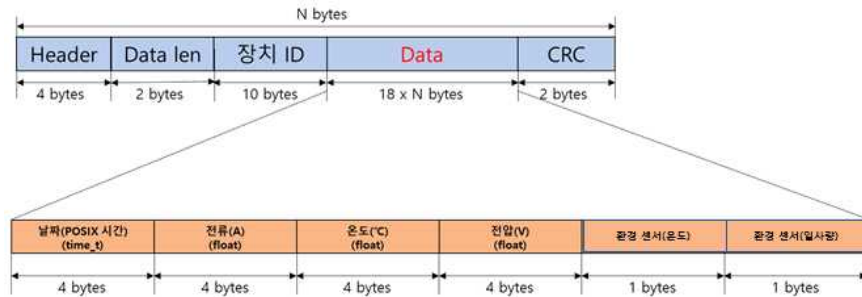 N bytes
Header Data len 장치 ID Data CRC
4 bytes 2 bytes 10 bytes 18 x N bytes 2 bytes
날짜(POSIX 시간) 전류(A) 온도(℃) 전압(V) 환경 센서(온도) 환경 센서(일사량)
(time_t) (float) (float) (float)
4 bytes 4 bytes 4 bytes 4 bytes 1 bytes 1 bytes